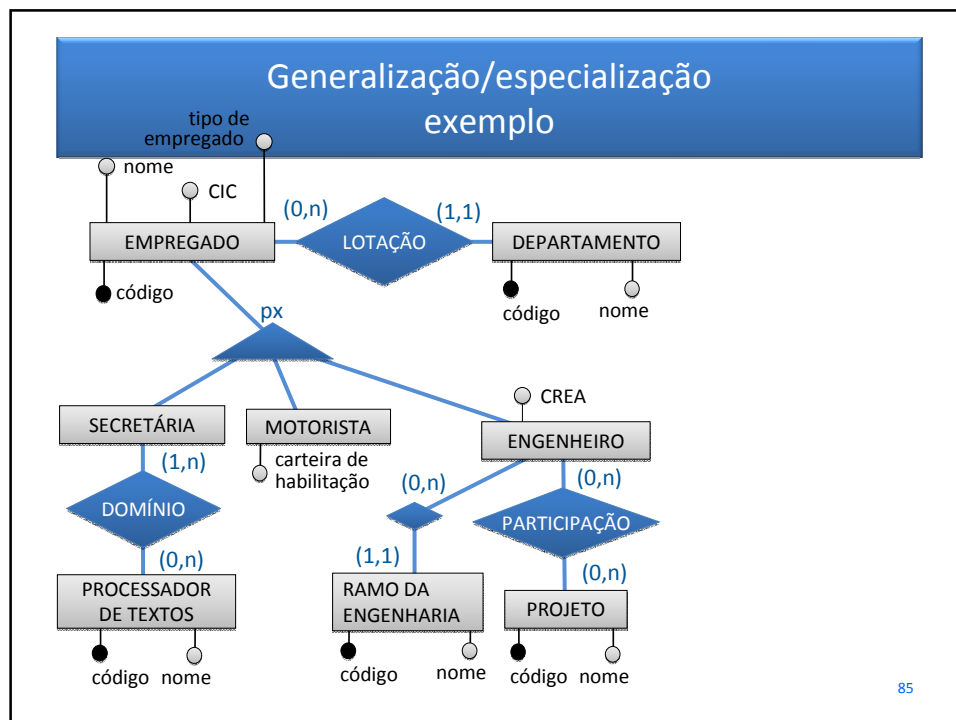 Generalização/especialização
exemplo
tipo de
empregado
nome
CIC
(0,n)
(1,1)
EMPREGADO
LOTAÇÃO
DEPARTAMENTO
código
código
nome
px
CREA
SECRETÁRIA
MOTORISTA
ENGENHEIRO
carteira de
habilitação
(1,n)
(0,n)
(0,n)
DOMÍNIO
PARTICIPAÇÃO
(0,n)
(1,1)
(0,n)
PROCESSADOR
DE TEXTOS
RAMO DA
ENGENHARIA
PROJETO
código
nome
código
nome
código
nome
85